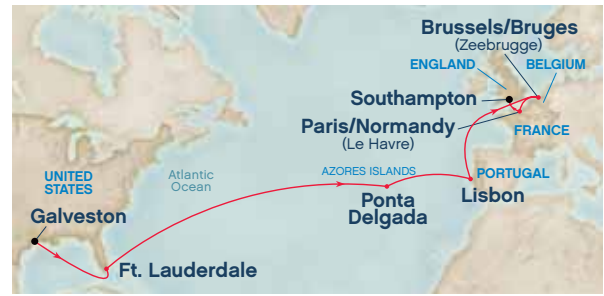 Brussels/Bruges
(Zeebrugge)
ENGLAND
BELGIUM
Southampton
Paris/Normandy
(Le Havre)
FRANCE
UNITED
STATES
Atlantic
Ocean
AZORES ISLANDS
PORTUGAL
Galveston
Ponta
Delgada
Lisbon
Ft. Lauderdale